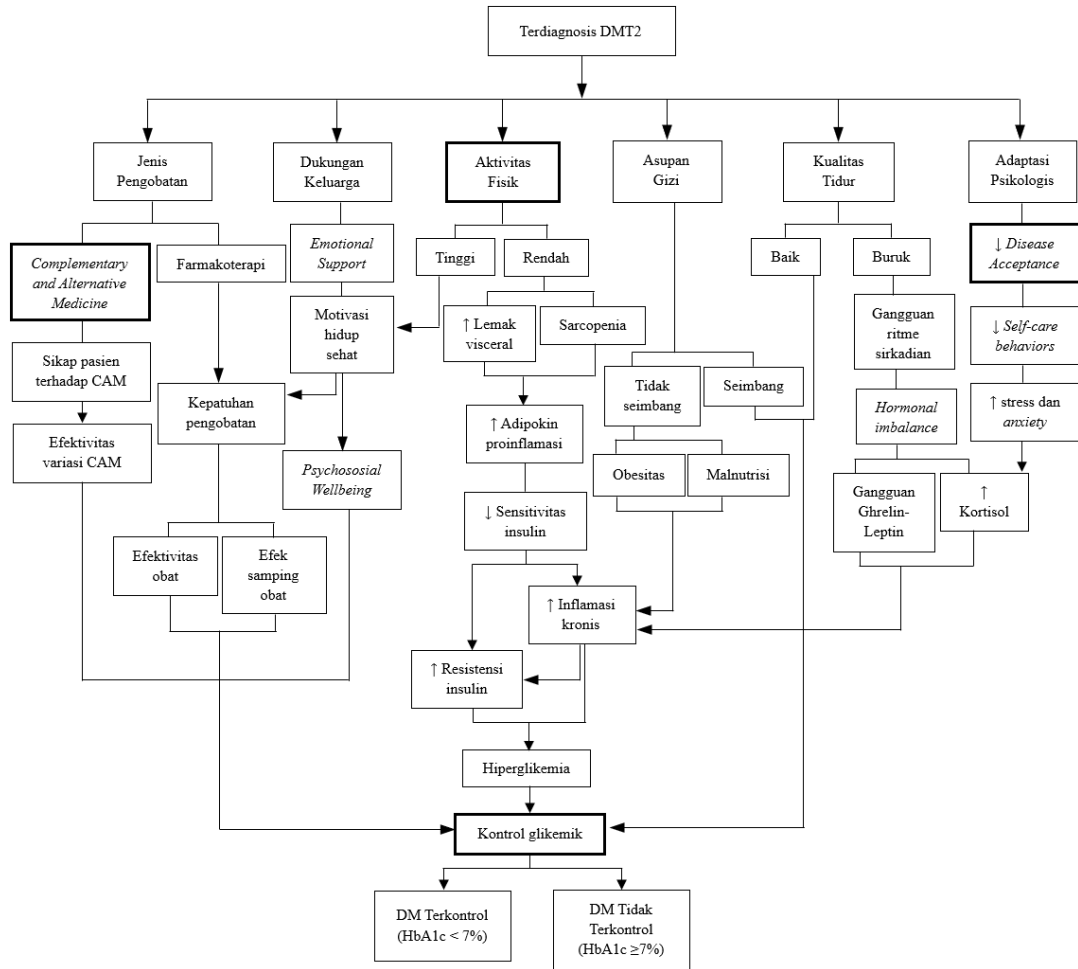 Terdiagnosis DMT2
Jenis
Pengobatan
Dukungan
Keluarga
Aktivitas
Fisik
Asupan
Gizi
Kualitas
Tidur
Adaptasi
Psikologis
Complementary
and Alternative
Medicine
Farmakoterapi
Emotional
Support
Tinggi
Rendah
Baik
Buruk
↓ Disease
Acceptance
Motivasi
hidup
sehat
↑ Lemak
visceral
Sarcopenia
Gangguan
ritme
sirkadian
↓ Self-care
behaviors
Sikap pasien
terhadap CAM
Kepatuhan
pengobatan
Tidak
seimbang
Seimbang
↑ Adipokin
proinflamasi
Hormonal
imbalance
↑ stress dan
anxiety
Efektivitas
variasi CAM
Psychososial
Wellbeing
Obesitas
Malnutrisi
Gangguan
Ghrelin-
Leptin
↑
Kortisol
↓ Sensitivitas
insulin
Efektivitas
obat
Efek
samping
obat
↑ Inflamasi
kronis
↑ Resistensi
insulin
Hiperglikemia
Kontrol glikemik
DM Terkontrol
(HbA1c < 7%)
DM Tidak
Terkontrol
(HbA1c ≥7%)